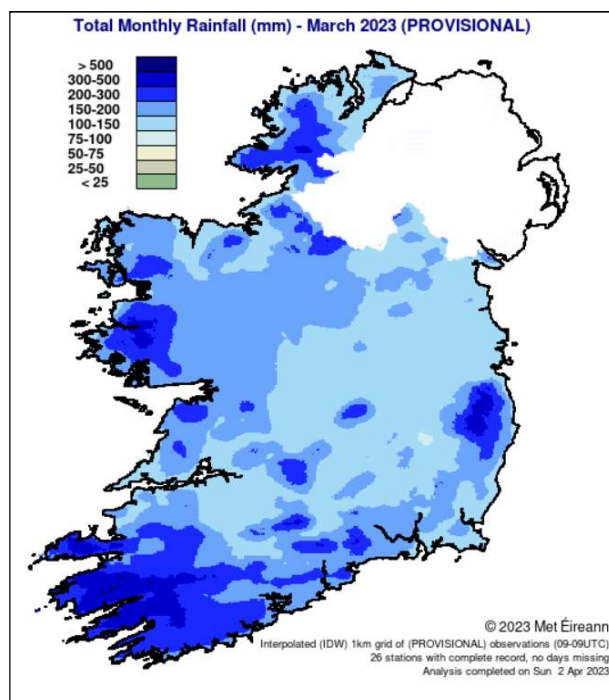 Total Monthly Rainfall (mm) - March 2023 (PROVISIONAL)
> 500
300-500
200-300
150-200
100-150
75-100
50-75
25-50
< 25
© 2023 Met Éireann
Interpolated (IDW) 1km grid of (PROVISIONAL) observations (09-09UTC)
26 stations with complete record, no days missing
Analysis completed on Sun 2 Apr 2023